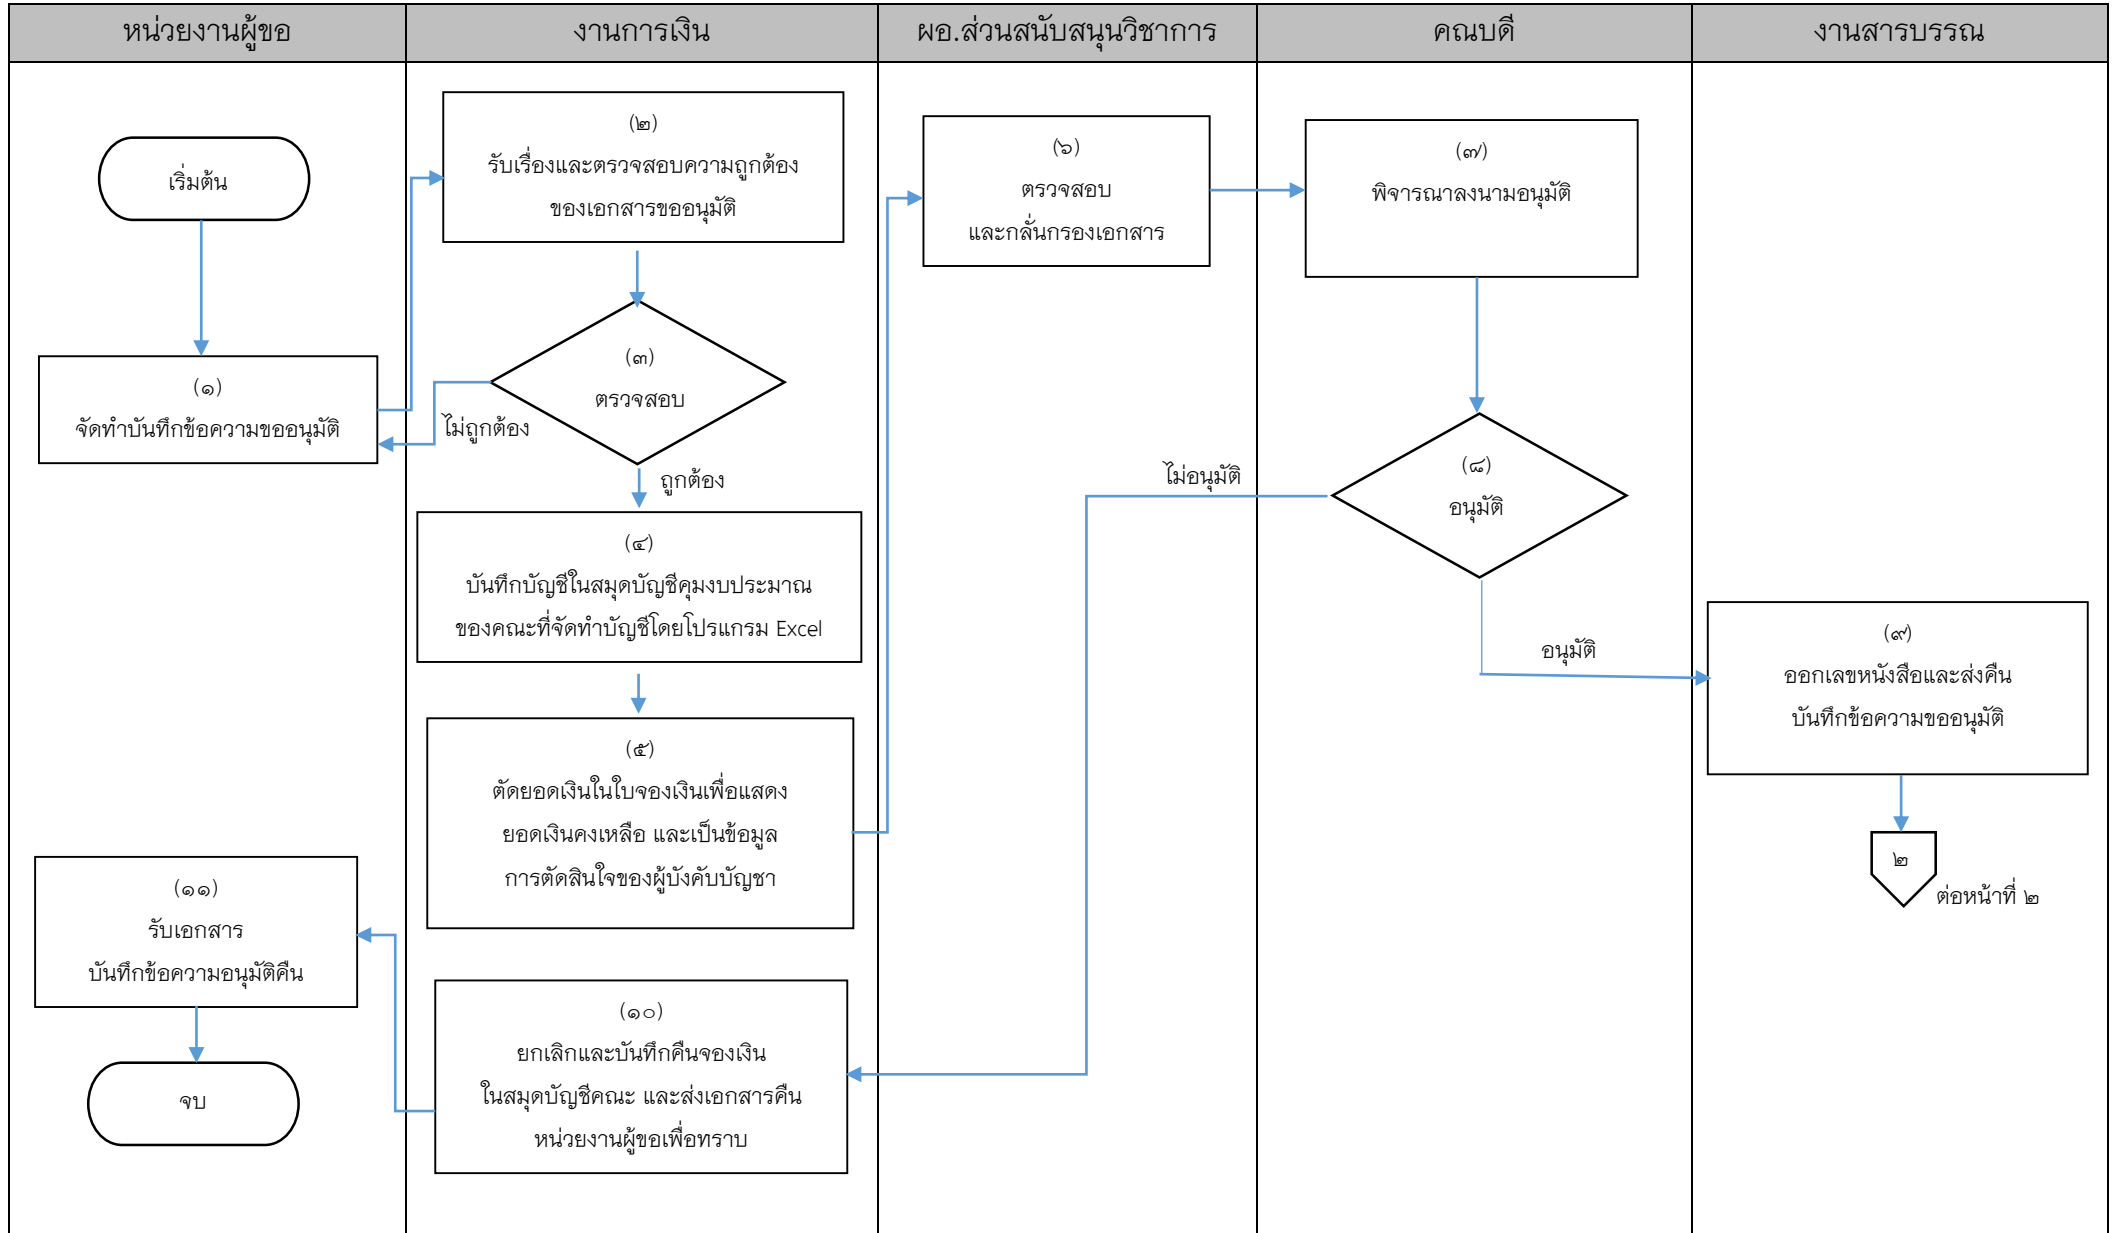 หน่วยงานผู้ขอ
งานการเงิน
ผอ.ส่วนสนับสนุนวิชาการ
คณบดี
งานสารบรรณ
เริ่มต้น
(๑)
จัดทำบันทึกข้อความขออนุมัติ
(๒)
รับเรื่องและตรวจสอบความถูกต้อง
ของเอกสารขออนุมัติ
(๓)
ตรวจสอบ
ไม่ถูกต้อง
ถูกต้อง
(๔)
บันทึกบัญชีในสมุดบัญชีคุมงบประมาณ
ของคณะที่จัดทำบัญชีโดยโปรแกรม Excel
(๕)
ตัดยอดเงินในใบจองเงินเพื่อแสดง
ยอดเงินคงเหลือ และเป็นข้อมูล
การตัดสินใจของผู้บังคับบัญชา
(๖)
ตรวจสอบ
และกลั่นกรองเอกสาร
(๗)
พิจารณาลงนามอนุมัติ
(๘)
อนุมัติ
ไม่อนุมัติ
อนุมัติ
(๙)
ออกเลขหนังสือและส่งคืน
บันทึกข้อความขออนุมัติ
๒
ต่อหน้าที่ ๒
(๑๐)
ยกเลิกและบันทึกคืนจองเงิน
ในสมุดบัญชีคณะ และส่งเอกสารคืน
หน่วยงานผู้ขอเพื่อทราบ
(๑๑)
รับเอกสาร
บันทึกข้อความอนุมัติคืน
จบ